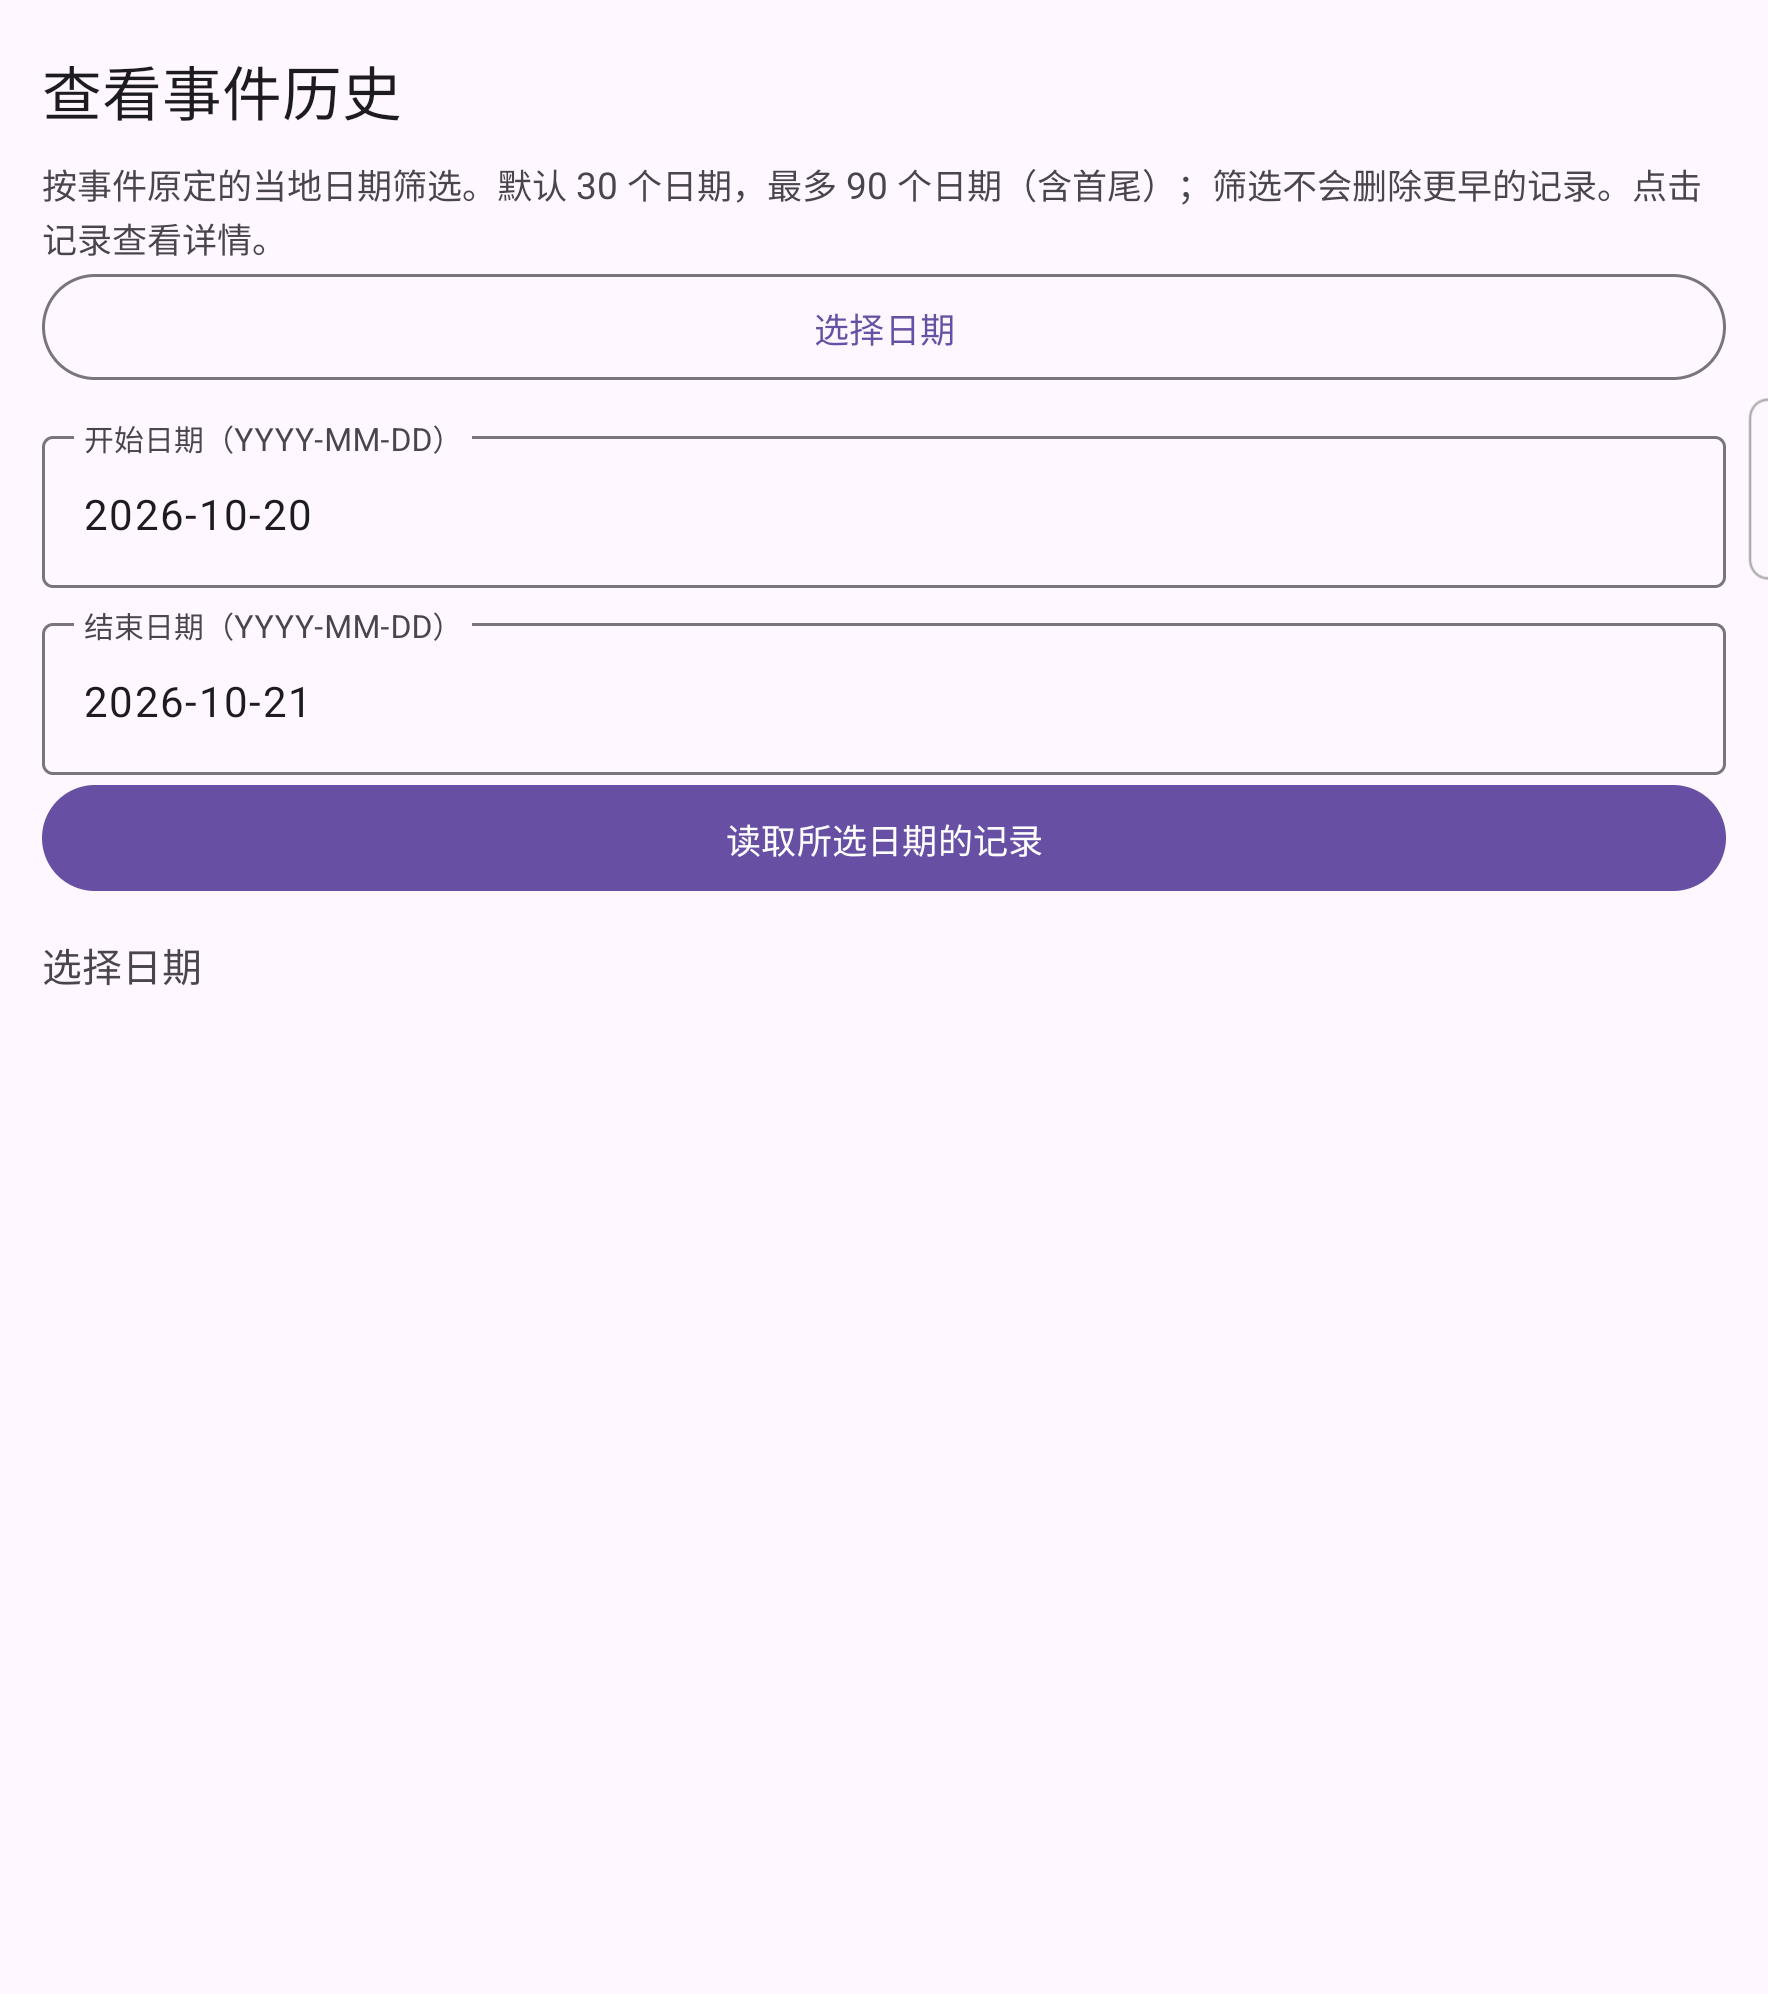 查看事件历史
按事件原定的当地日期筛选。默认 30 个日期，最多 90 个日期（含首尾）；筛选不会删除更早的记录。点击
记录查看详情。
选择日期
开始日期（YYYY-MM-DD）
2026-10-20
结束日期（YYYY-MM-DD）
2026-10-21
读取所选日期的记录
选择日期